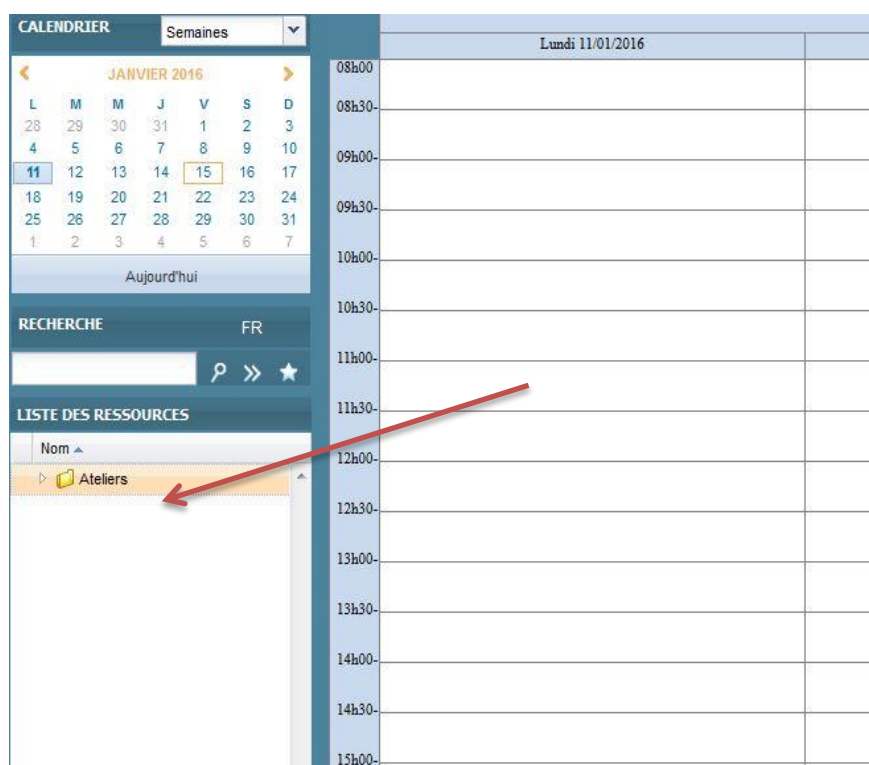 CALENDRIER Semaines
JANVIER 2016
L M M J V S D
28 29 30 31 1 2 3
4 5 6 7 8 9 10
11 12 13 14 15 16 17
18 19 20 21 22 23 24
25 26 27 28 29 30 31
1 2 3 4 5 6 7
Aujourd'hui
RECHERCHE FR
LISTE DES RESSOURCES
Nom
Ateliers
Lundi 11/01/2016
08h00
08h30-
09h00-
09h30-
10h00-
10h30-
11h00-
11h30-
12h00-
12h30-
13h00-
13h30-
14h00-
14h30-
15h00-